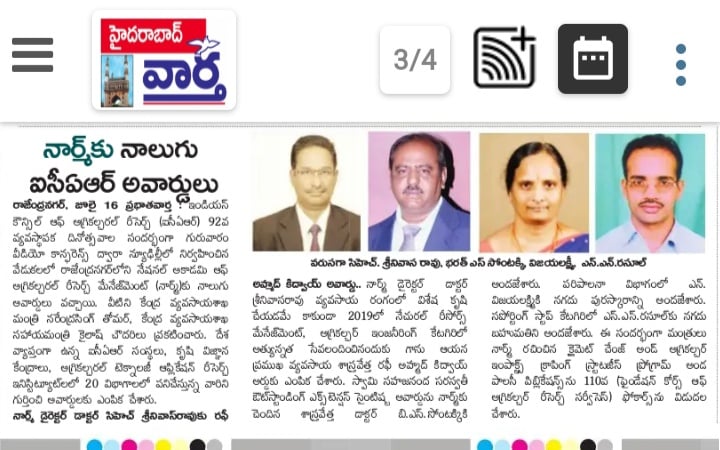 హైదరాబాద్
వార్త
3/4
నార్మ్‌కు నాలుగు
ఐసీఏఆర్ అవార్డులు
రాజేంద్రనగర్, జూలై 16 ప్రభాతవార్త : ఇండియన్
కౌన్సిల్ ఆఫ్ అగ్రికల్చరల్ రీసెర్చ్ (ఐసీఏఆర్) 92వ
వ్యవస్థాపక దినోత్సవాల సందర్భంగా గురువారం
వీడియో కాన్ఫరెన్స్ ద్వారా న్యూఢిల్లీలో నిర్వహించిన
వేడుకలలో రాజేంద్రనగర్‌లోని నేషనల్ అకాడమి ఆఫ్
అగ్రికల్చరల్ రీసెర్చ్ మేనేజ్‌మెంట్ (నార్మ్)కు నాలుగు
అవార్డులు వచ్చాయి. వీటిని కేంద్ర వ్యవసాయశాఖ
మంత్రి నరేంద్రసింగ్ తోమర్, కేంద్ర వ్యవసాయశాఖ
సహాయమంత్రి కైలాష్ చౌదరిలు ప్రకటించారు. దేశ
వ్యాప్తంగా ఉన్న ఐసీఏఆర్ సంస్థలు, కృషి విజ్ఞాన
కేంద్రాలు, అగ్రికల్చరల్ టెక్నాలజీ అప్లికేషన్ రీసెర్చ్
ఇనిస్టిట్యూట్‌లలో 20 విభాగాలలో పనిచేస్తున్న వారిని
గుర్తించి అవార్డులకు ఎంపిక చేశారు.
నార్మ్ డైరెక్టర్ డాక్టర్ సిహెచ్ శ్రీనివాస్‌రావుకు రఫీ
వరుసగా సిహెచ్. శ్రీనివాస రావు, భరత్ ఎస్ సోంటక్కి, విజయలక్ష్మీ, ఎస్.ఎస్.రసూల్
అహ్మద్ కిద్వాయ్ అవార్డు.. నార్మ్ డైరెక్టర్ డాక్టర్
శ్రీనివాసరావు వ్యవసాయ రంగంలో విశేష కృషి
చేయడమే కాకుండా 2019లో నేచురల్ రీసోర్స్
మేనేజ్‌మెంట్, అగ్రికల్చర్ ఇంజనీరింగ్ కేటగిరిలో
అత్యున్నత సేవలందించినందుకు గాను ఆయన
ప్రముఖ వ్యవసాయ శాస్త్రవేత్త రఫీ అహ్మద్ కిద్వాయ్
అర్డుకు ఎంపిక చేశారు. స్వామి సహజానంద సరస్వతీ
ఔట్‌స్టాండింగ్ ఎక్స్‌టెన్షన్ సైంటిష్ట అవార్డును నార్మ్‌కు
చెందిన శాస్త్రవేత్త డాక్టర్ బి.ఎస్.సోంటక్కికి
అందజేశారు. పరిపాలనా విభాగంలో ఎన్.
విజయలక్ష్మికి నగదు పురస్కారాన్ని అందజేశారు.
సపోర్టింగ్ స్టాఫ్ కేటగిరిలో ఎస్.ఎస్.రసూల్‌కు నగదు
బహుమతిని అందజేశారు. ఈ సందర్భంగా మంత్రులు
నార్మ్ రచించిన క్లైమెట్ చేంజ్ అండ్ అగ్రికల్చర్
ఇంపాక్ట్స్ క్రాపింగ్ స్ట్రాటజీస్ ప్రోగ్రామ్ అండ్
పాలసీ పబ్లికేషన్స్‌ను 110వ (ఫౌండేషన్ కోర్స్ ఆఫ్
అగ్రికల్చర్ రీసెర్చ్ సర్వీసెస్) ఫోకార్స్‌ను విడుదల
చేశారు.